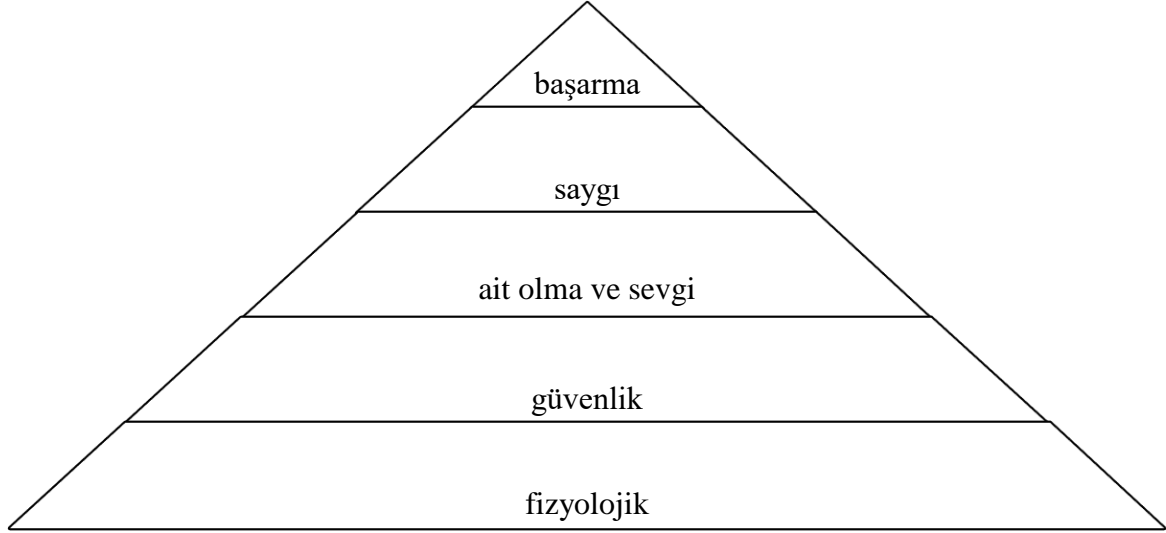 başarma
saygı
ait olma ve sevgi
güvenlik
fizyolojik